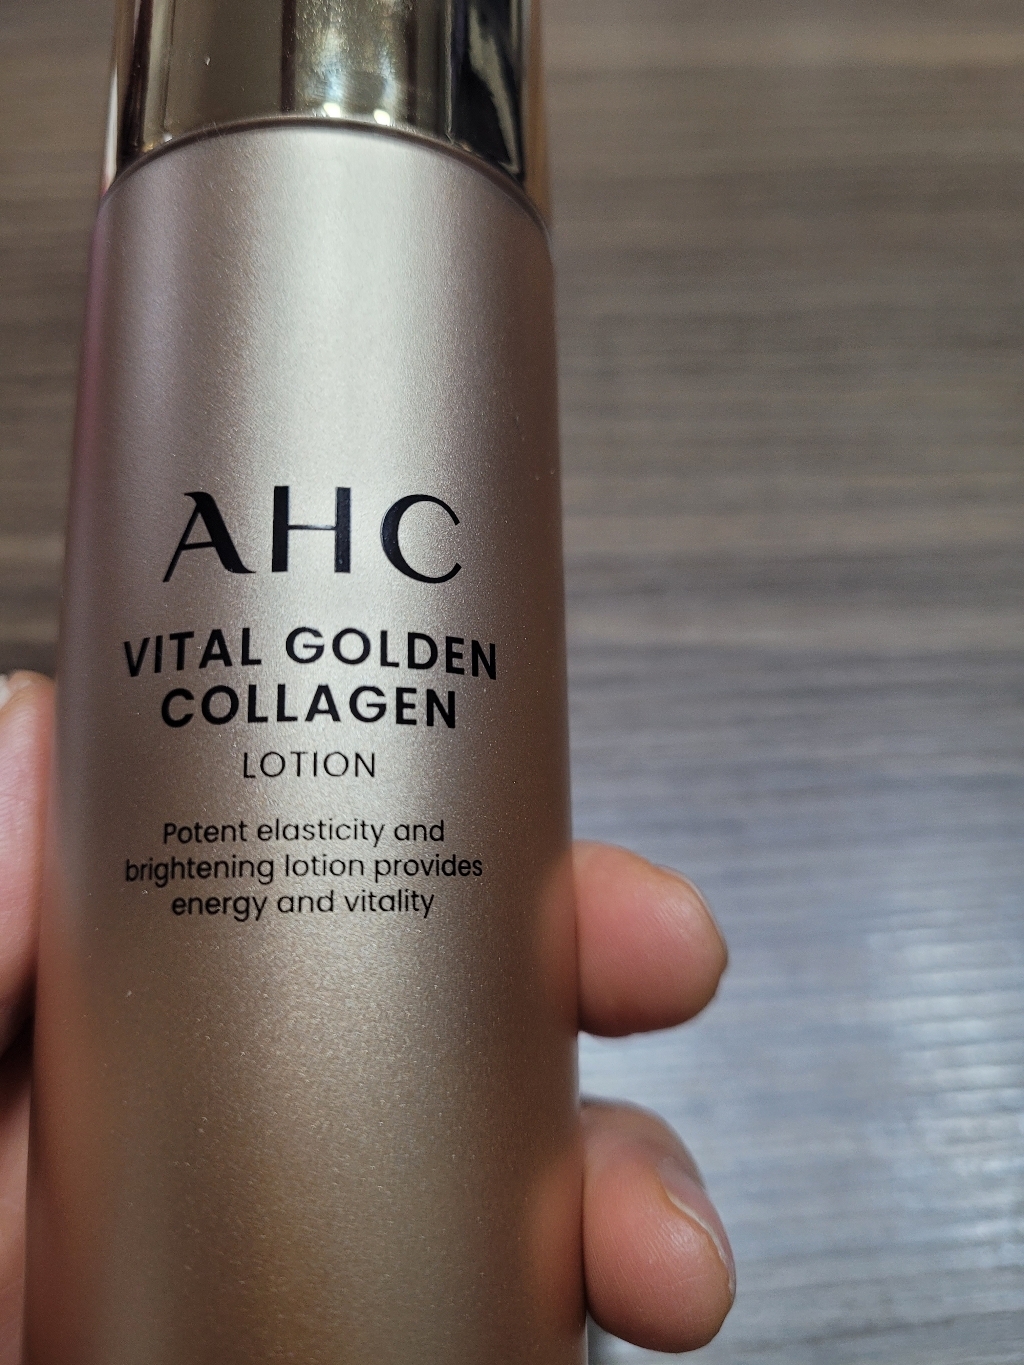 AHC
VITAL GOLDEN
COLLAGEN
LOTION
Potent elasticity and
brightening lotion provides
energy and vitality